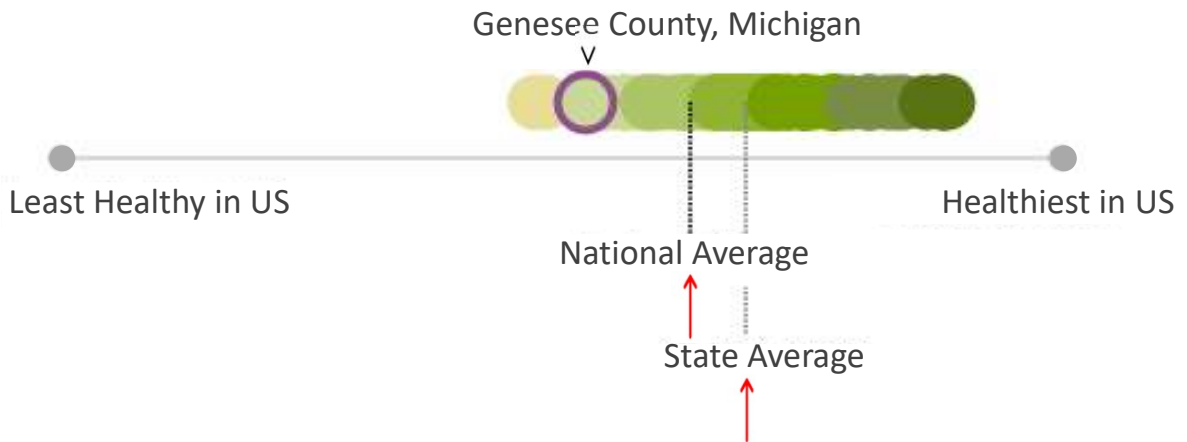 Genesee County, Michigan
Least Healthy in US
Healthiest in US
National Average
State Average